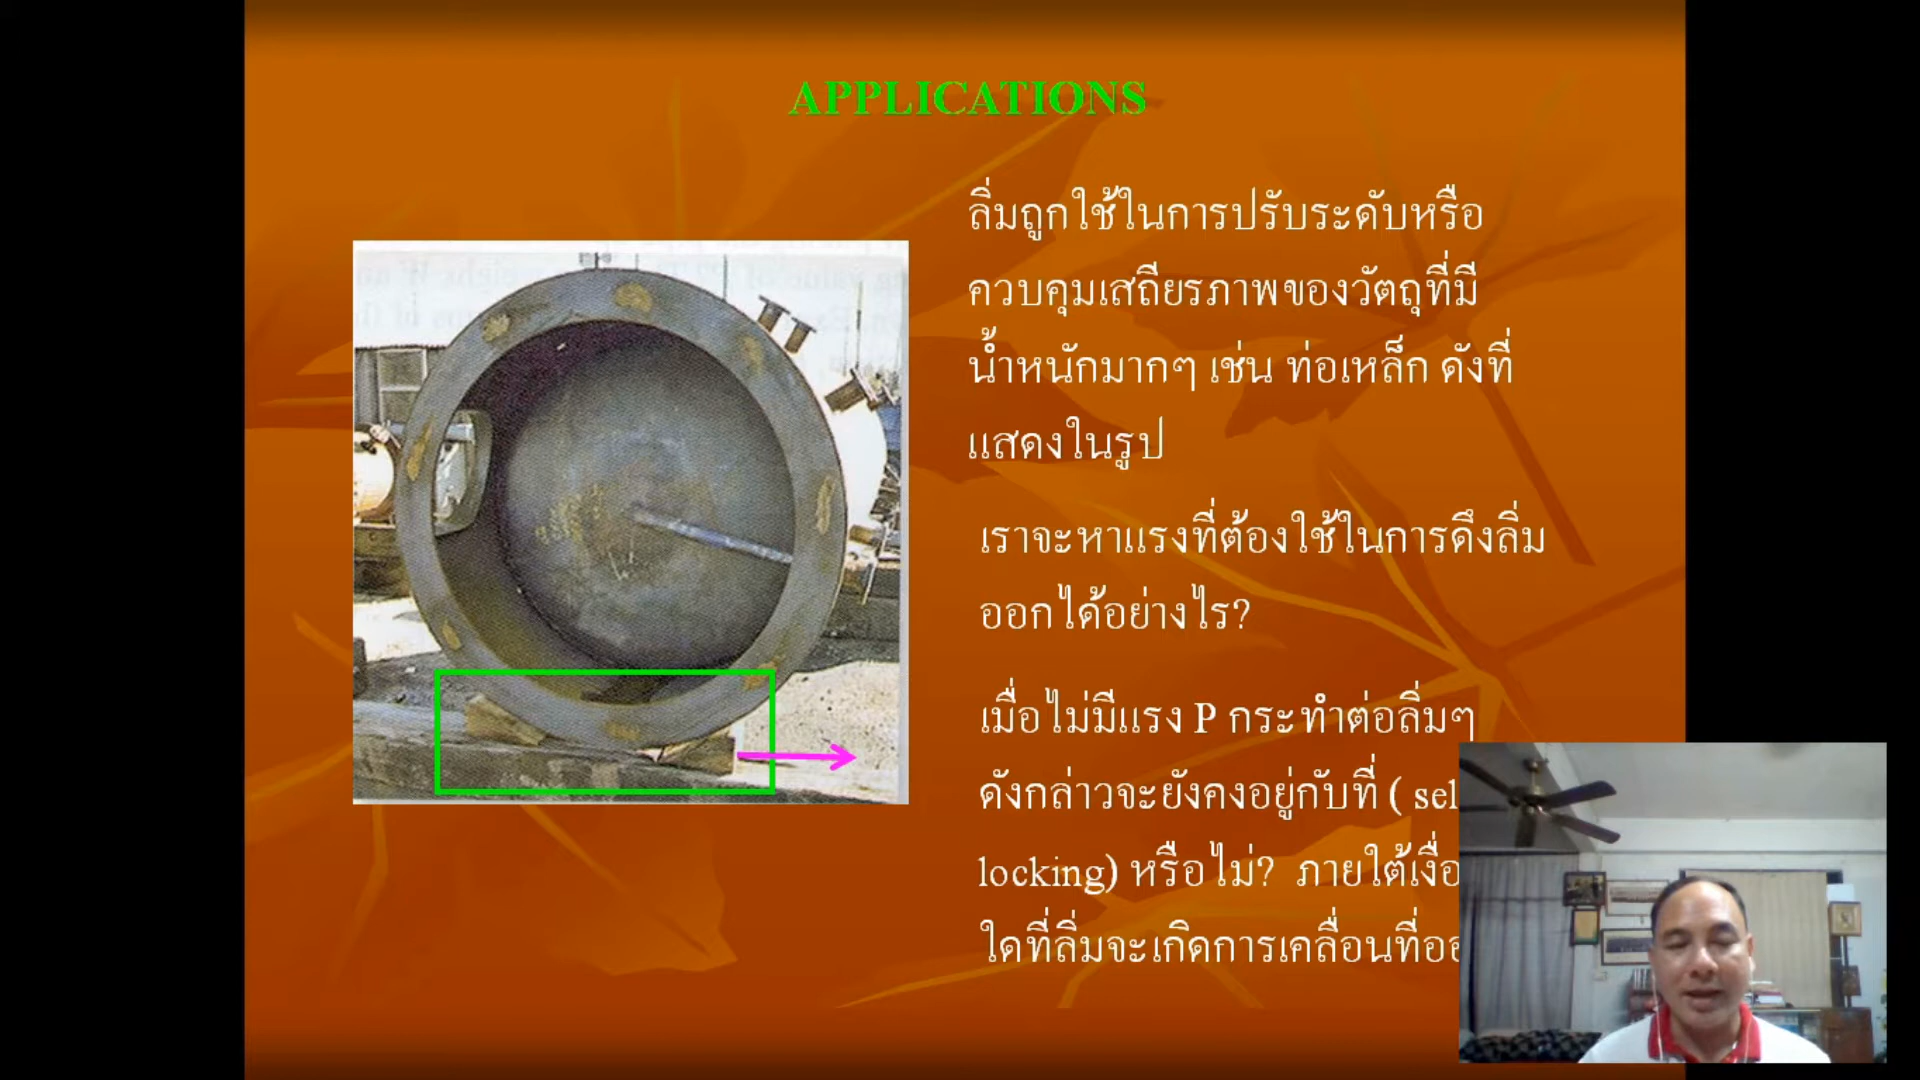 APPLICATIONS
ลิ่มถูกใช้ในการปรับระดับหรือ
ควบคุมเสถียรภาพของวัตถุที่มี
น้ำหนักมากๆ เช่น ท่อเหล็ก ดังที่
แสดงในรูป
เราจะหาแรงที่ต้องใช้ในการดึงลิ่ม
ออกได้อย่างไร?
เมื่อไม่มีแรง P กระทำต่อลิ่มๆ
ดังกล่าวจะยังคงอยู่กับที่ ( sel
locking) หรือไม่? ภายใต้เงื่อ
ใดที่ลิ่มจะเกิดการเคลื่อนที่ออ